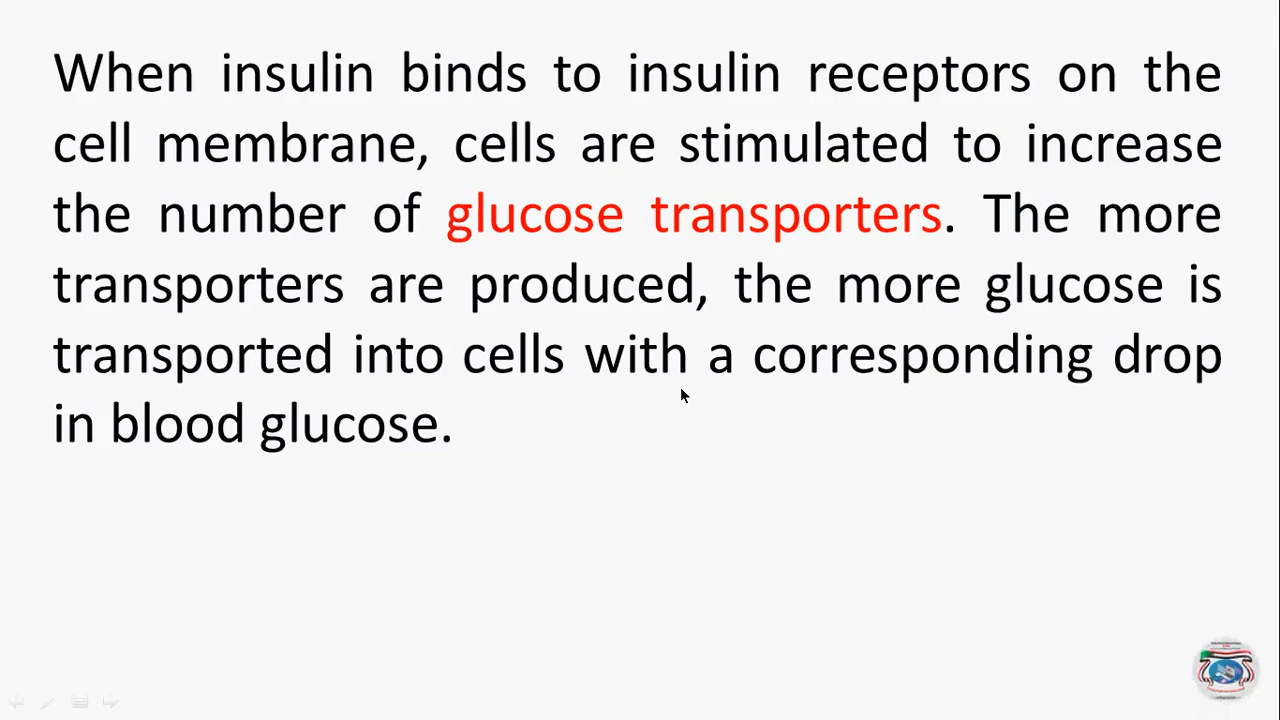 When insulin binds to insulin receptors on the
cell membrane, cells are stimulated to increase
the number of glucose transporters. The more
transporters are produced, the more glucose is
transported into cells with a corresponding drop
in blood glucose.